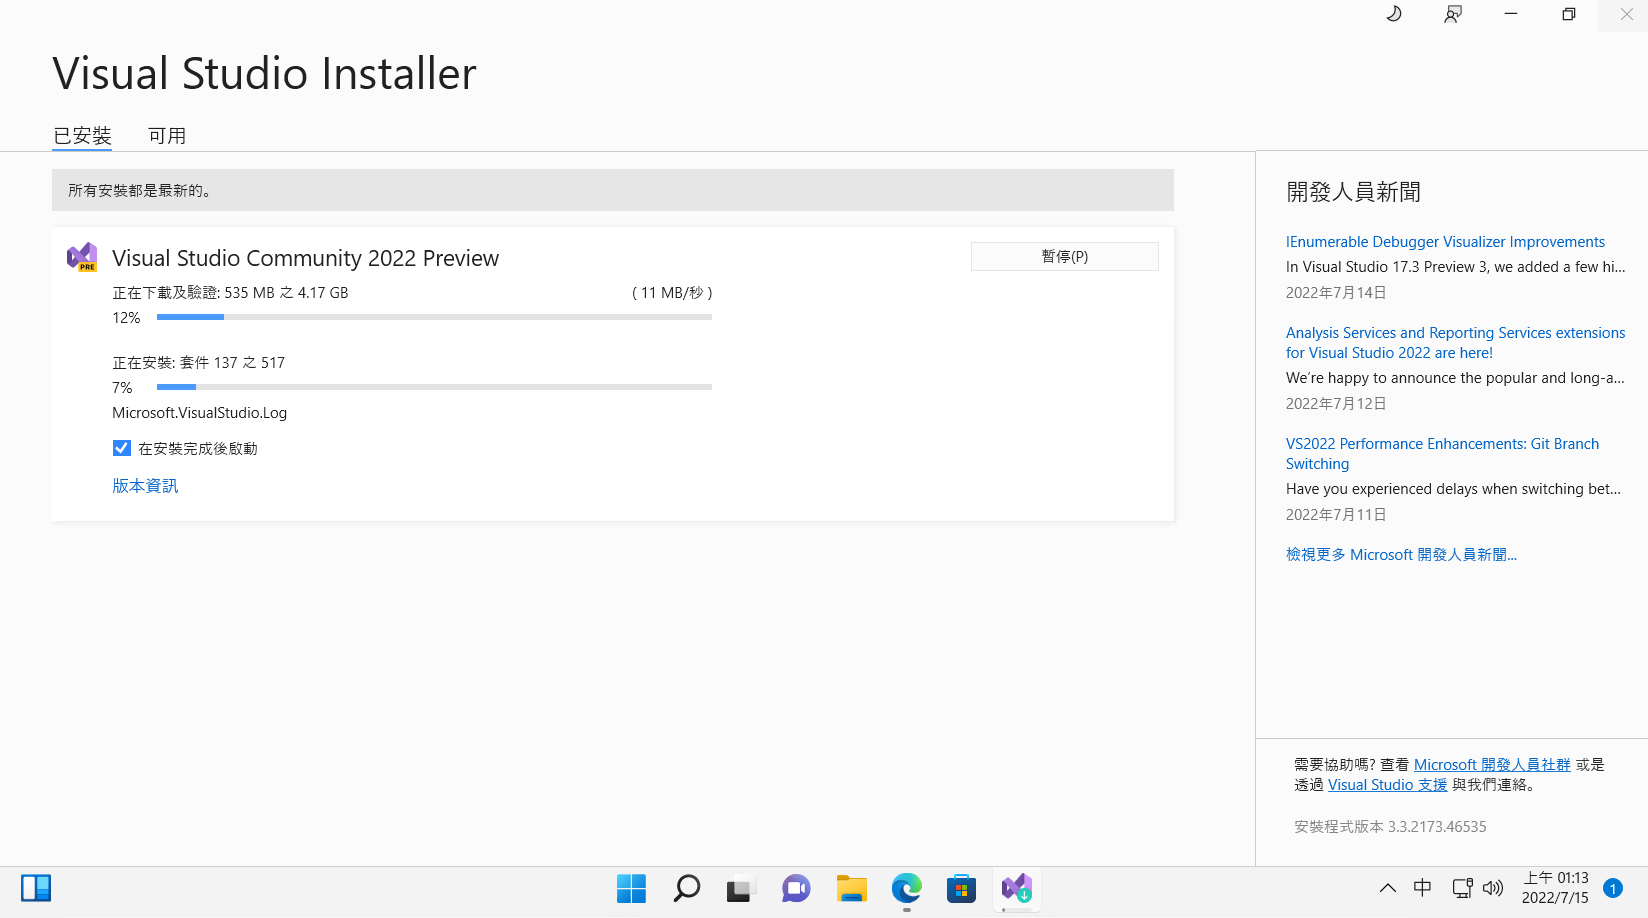 Visual Studio Installer
已安裝 可用
所有安裝都是最新的。
PRE
Visual Studio Community 2022 Preview
暫停(P)
正在下載及驗證: 535 MB 之 4.17 GB
( 11 MB/秒 )
12%
正在安裝: 套件 137 之 517
7%
Microsoft.VisualStudio.Log
在安裝完成後啟動
版本資訊
開發人員新聞
IEnumerable Debugger Visualizer Improvements
In Visual Studio 17.3 Preview 3, we added a few hi...
2022年7月14日
Analysis Services and Reporting Services extensions
for Visual Studio 2022 are here!
We’re happy to announce the popular and long-a...
2022年7月12日
VS2022 Performance Enhancements: Git Branch
Switching
Have you experienced delays when switching bet...
2022年7月11日
檢視更多 Microsoft 開發人員新聞...
需要協助嗎? 查看 Microsoft 開發人員社群 或是
透過 Visual Studio 支援 與我們連絡。
安裝程式版本 3.3.2173.46535
中
上午 01:13
2022/7/15
1